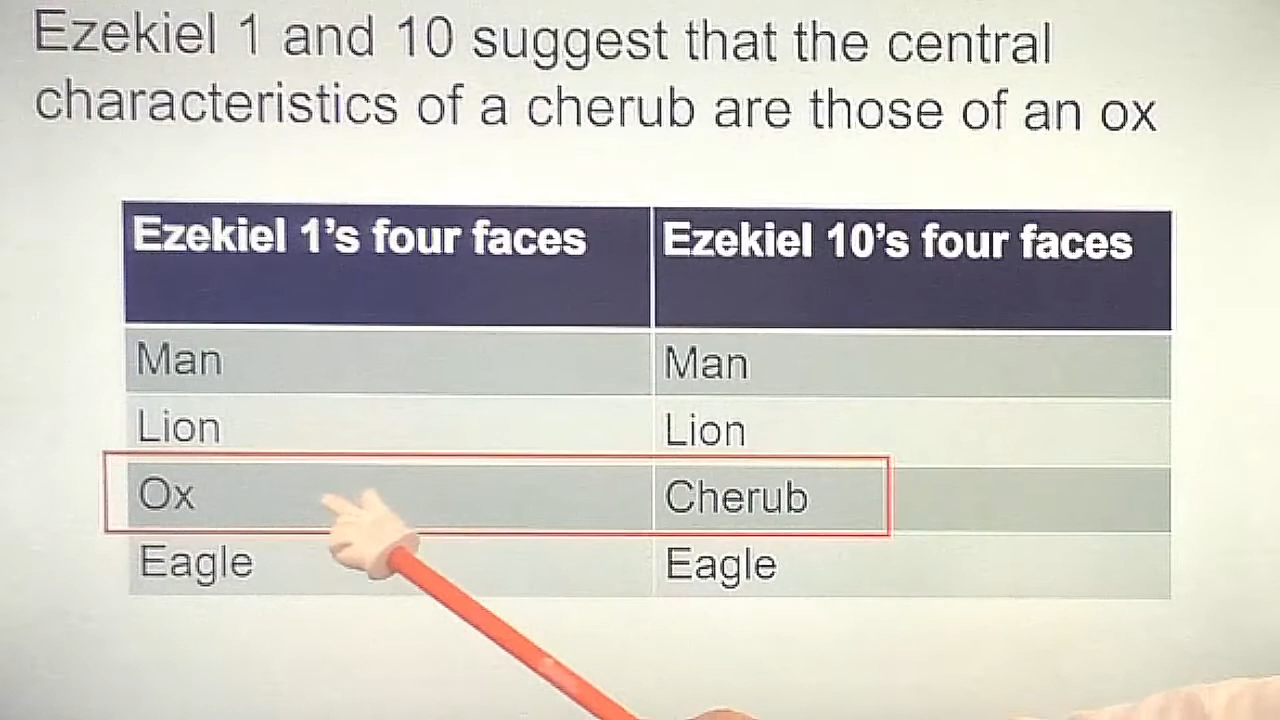 Ezekiel 1 and 10 suggest that the central
characteristics of a cherub are those of an ox
Ezekiel 1's four faces Ezekiel 10's four faces
Man Man
Lion Lion
Ox Cherub
Eagle Eagle